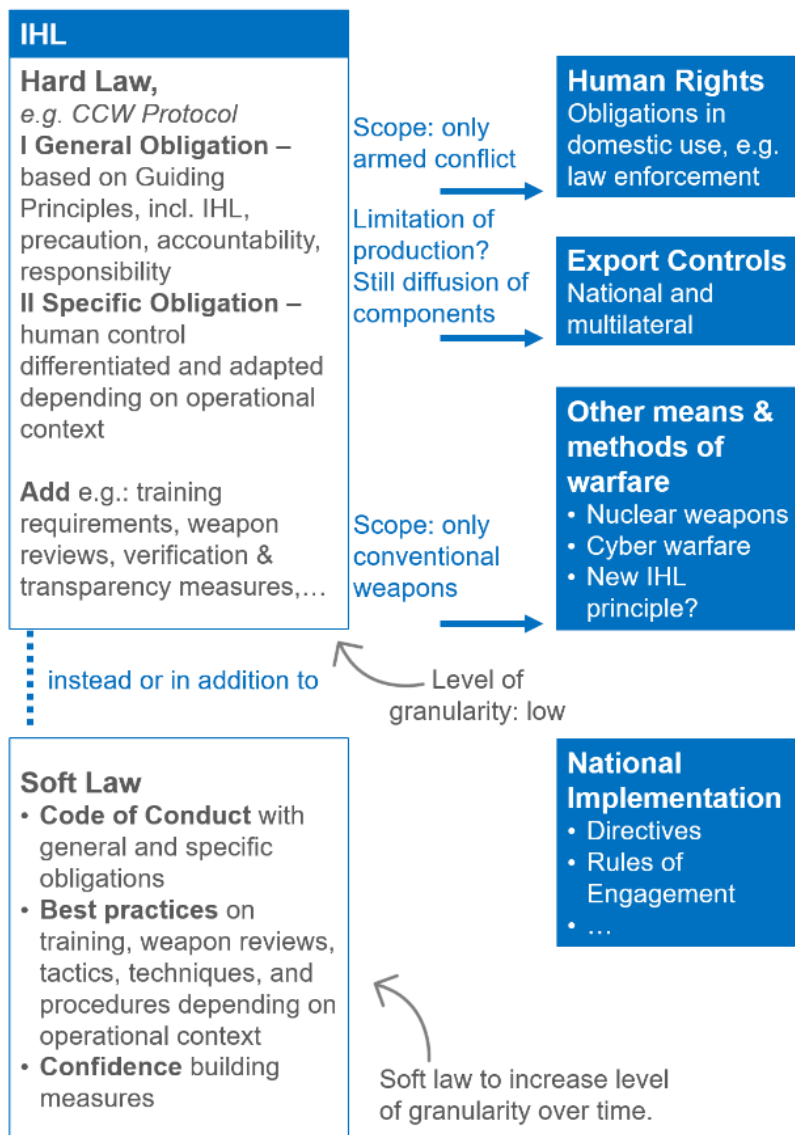 IHL
Hard Law,
e.g. CCW Protocol
I General Obligation –
based on Guiding
Principles, incl. IHL,
precaution, accountability,
responsibility
II Specific Obligation –
human control
differentiated and adapted
depending on operational
context
Add e.g.: training
requirements, weapon
reviews, verification &
transparency measures,…
Scope: only
armed conflict
Limitation of
production?
Still diffusion of
components
Scope: only
conventional
weapons
Human Rights
Obligations in
domestic use, e.g.
law enforcement
Export Controls
National and
multilateral
Other means &
methods of
warfare
• Nuclear weapons
• Cyber warfare
• New IHL
principle?
instead or in addition to
Level of
granularity: low
Soft Law
• Code of Conduct with
general and specific
obligations
• Best practices on
training, weapon reviews,
tactics, techniques, and
procedures depending on
operational context
• Confidence building
measures
National
Implementation
• Directives
• Rules of
Engagement
• …
Soft law to increase level
of granularity over time.